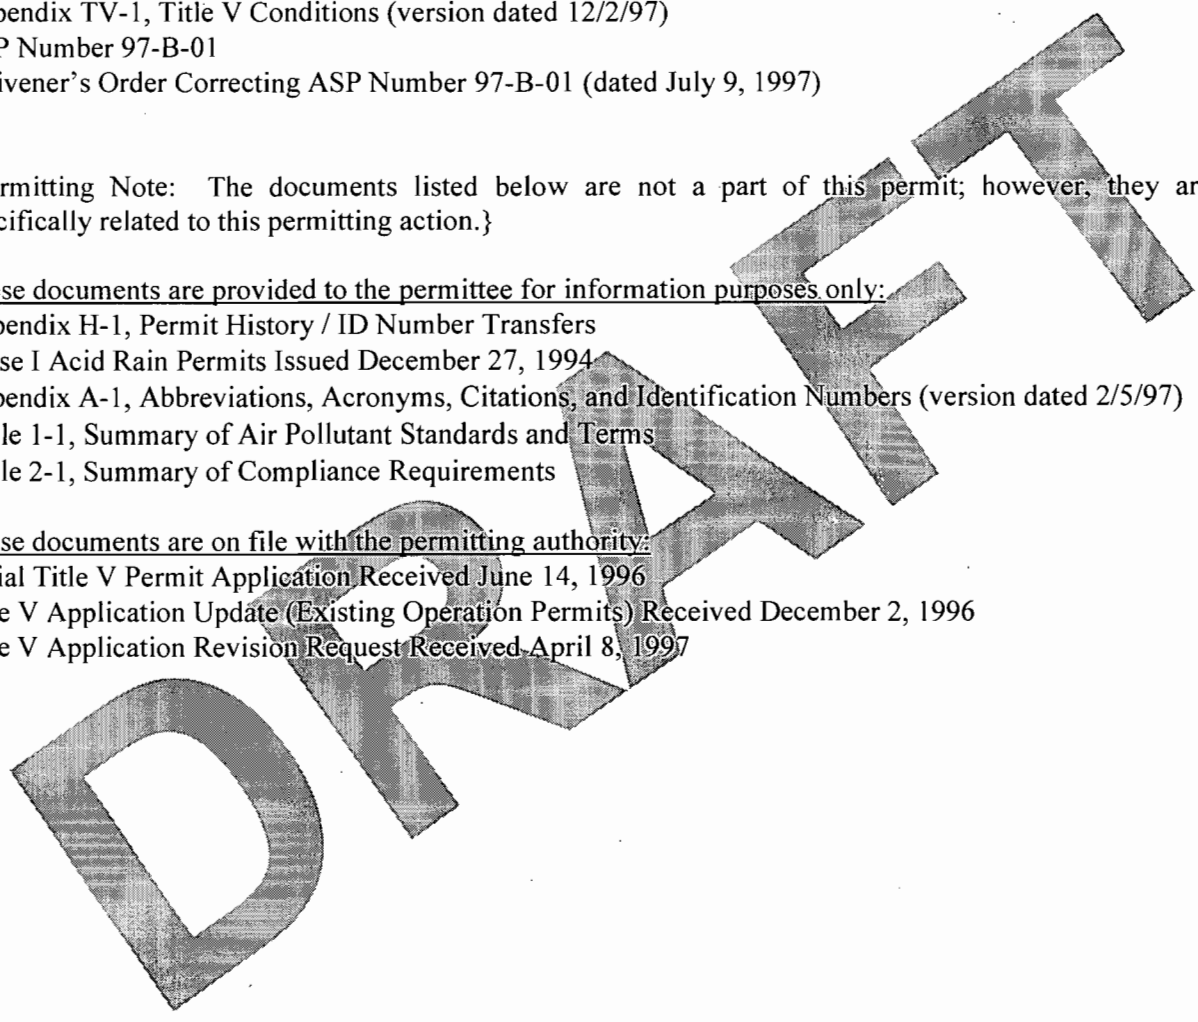 pendix TV-1, Title V Conditions (version dated 12/2/97)
P Number 97-B-01
ivener's Order Correcting ASP Number 97-B-01 (dated July 9, 1997)
rmitting Note: The documents listed below are not a part of this permit; however, they ar
cifically related to this permitting action.}
se documents are provided to the permittee for information purposes only:
pendix H-1, Permit History / ID Number Transfers
se I Acid Rain Permits Issued December 27, 1994
pendix A-1, Abbreviations, Acronyms, Citations, and Identification Numbers (version dated 2/5/97)
le 1-1, Summary of Air Pollutant Standards and Terms
le 2-1, Summary of Compliance Requirements
se documents are on file with the permitting authority:
ial Title V Permit Application Received June 14, 1996
e V Application Update (Existing Operation Permits) Received December 2, 1996
e V Application Revision Request Received April 8, 1997
DRAFT